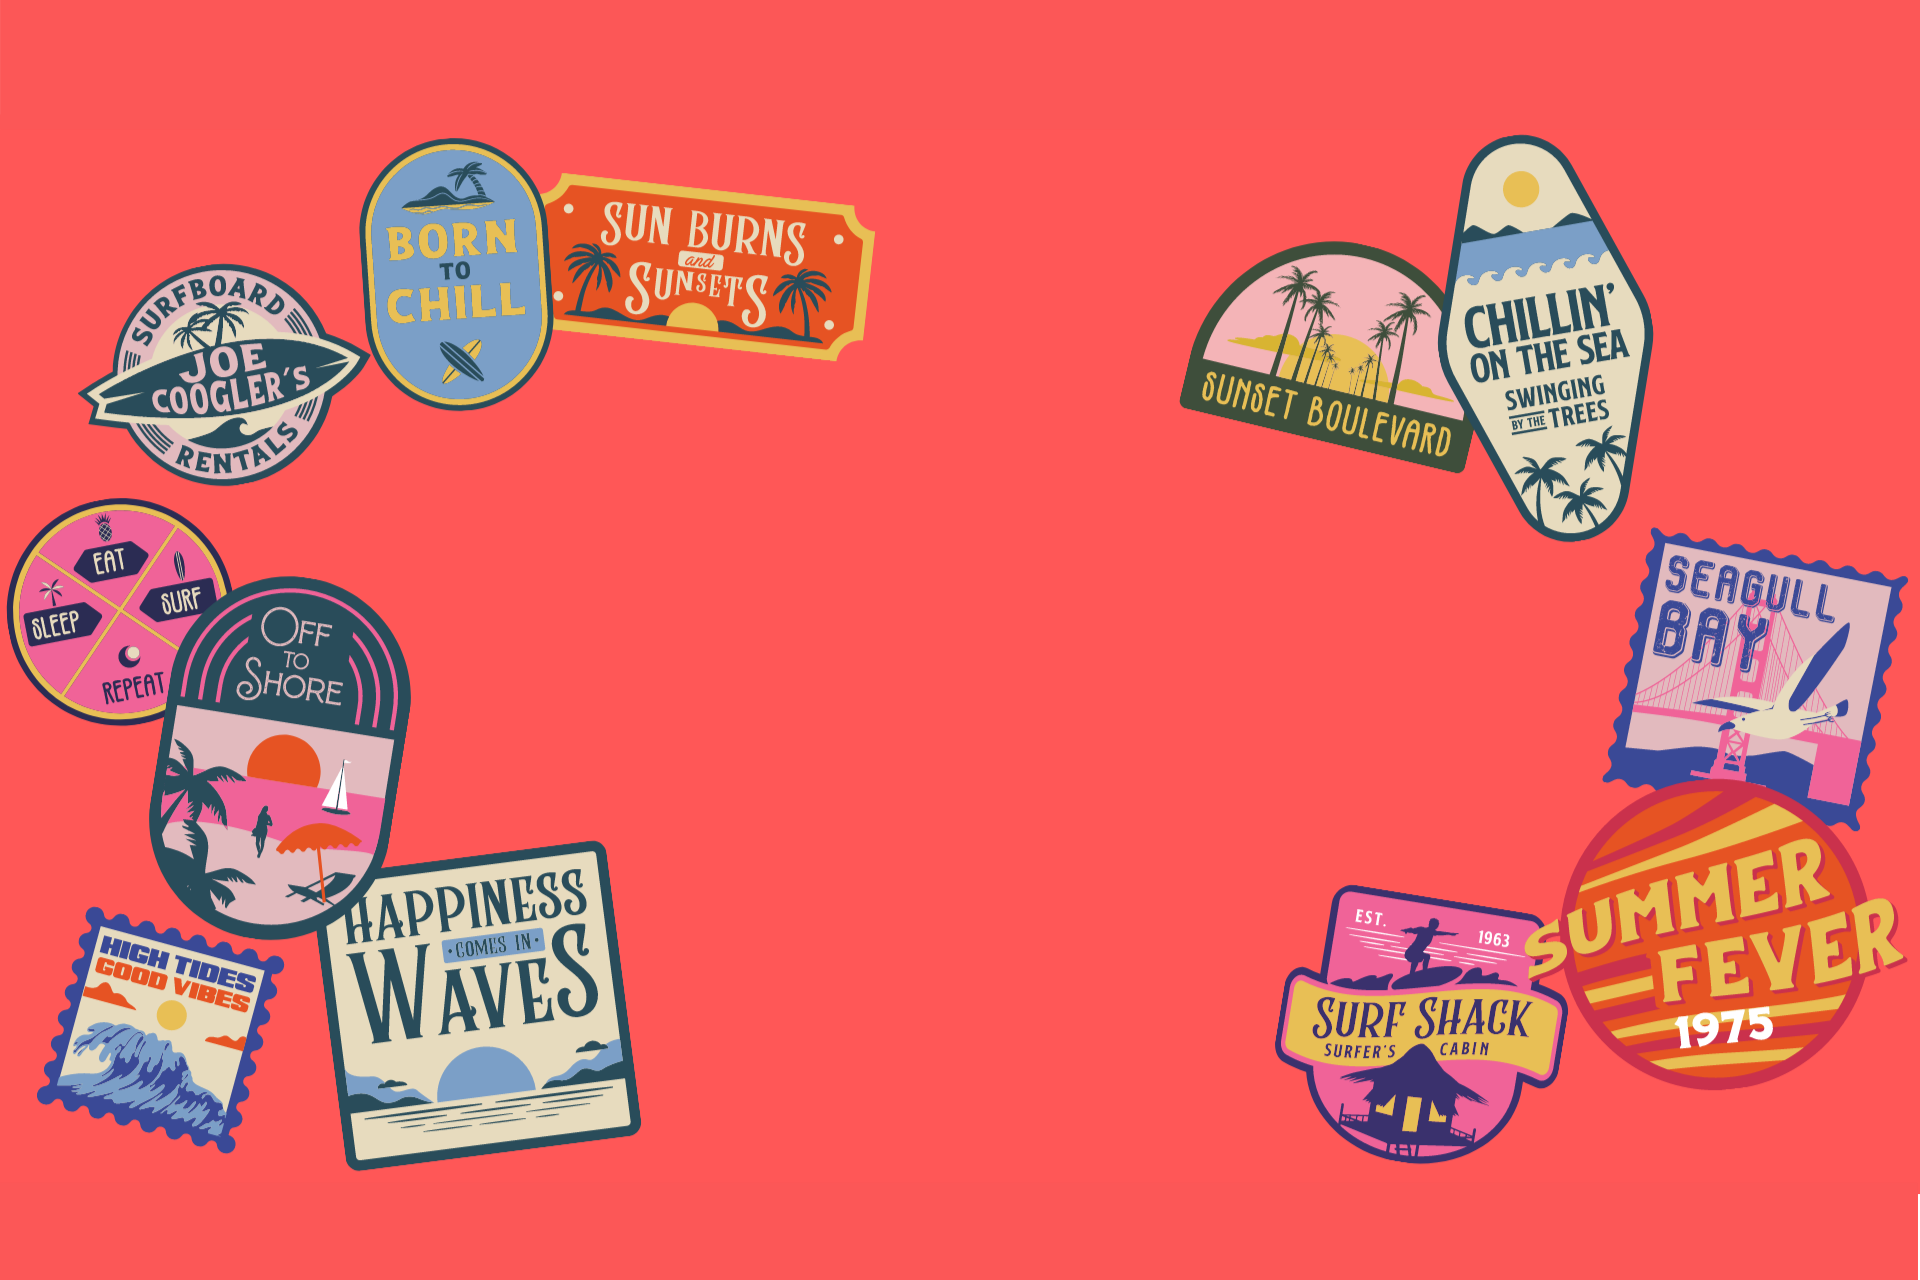 SURFBOARD
JOE
COOGLER'S
RENTALS
BORN
TO
CHILL
SUN BURNS
and
SUNSETS
EAT
SURF
SLEEP
REPEAT
OFF
TO
SHORE
HIGH TIDES
GOOD VIBES
HAPPINESS
·COMES IN·
WAVES
SUNSET BOULEVARD
CHILLIN'
ON THE SEA
SWINGING
BY THE TREES
SEAGULL
BAY
SUMMER
FEVER
1975
EST. 1963
SURF SHACK
SURFER'S CABIN